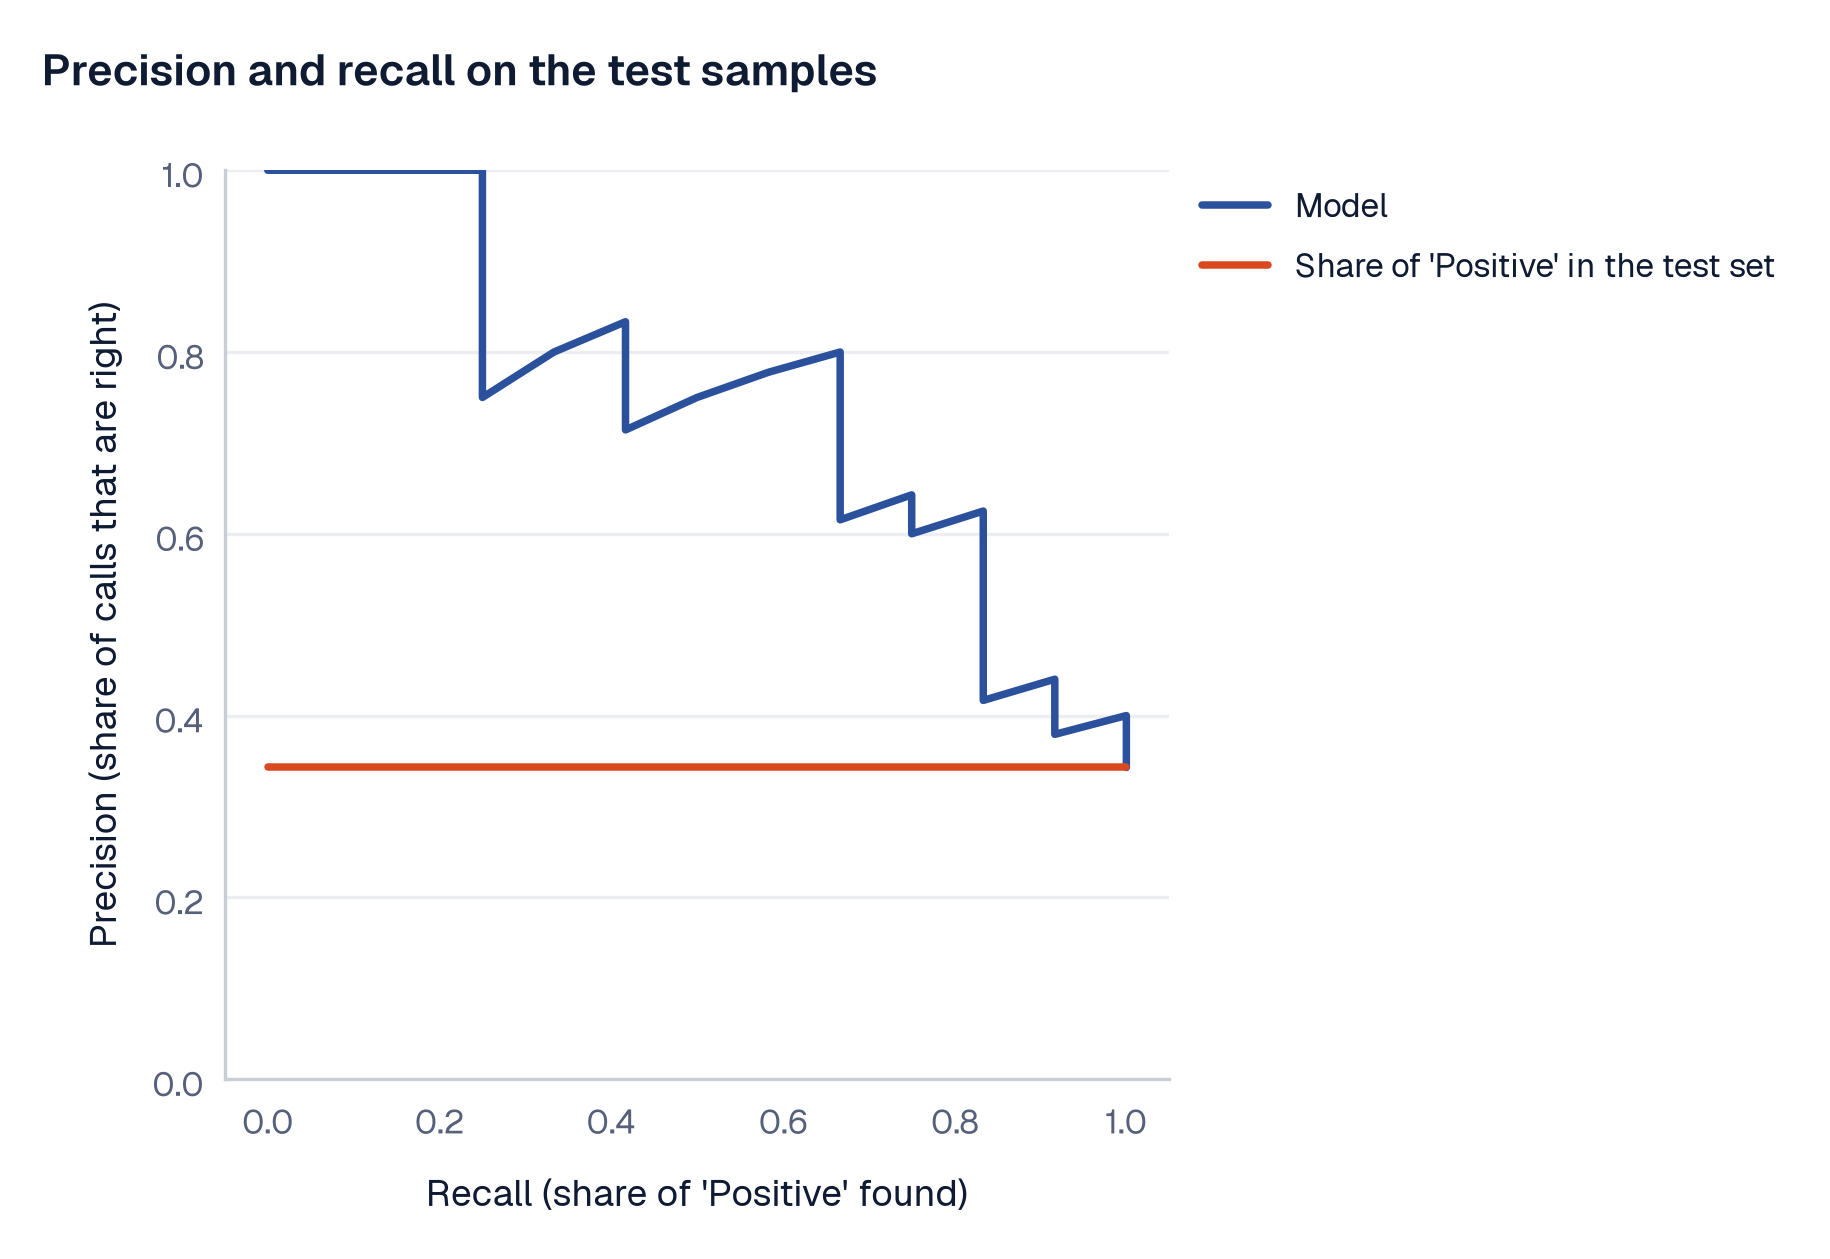 Precision and recall on the test samples
Model
Share of 'Positive' in the test set
Precision (share of calls that are right)
1.0
0.8
0.6
0.4
0.2
0.0
0.0 0.2 0.4 0.6 0.8 1.0
Recall (share of 'Positive' found)